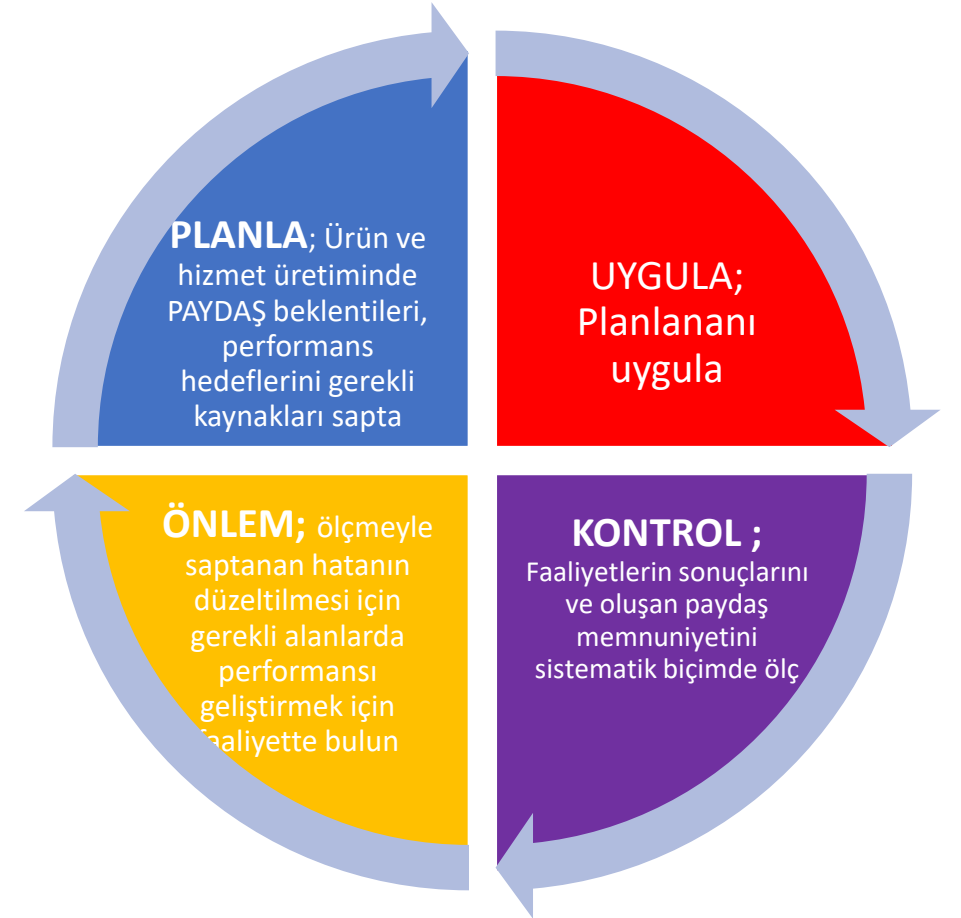 PLANLA; Ürün ve
hizmet üretiminde
PAYDAŞ beklentileri,
performans
hedeflerini gerekli
kaynakları sapta
UYGULA;
Planlananı
uygula
KONTROL ;
Faaliyetlerin sonuçlarını
ve oluşan paydaş
memnuniyetini
sistematik biçimde ölç
ÖNLEM; ölçmeyle
saptanan hatanın
düzeltilmesi için
gerekli alanlarda
performansı
geliştirmek için
faaliyette bulun